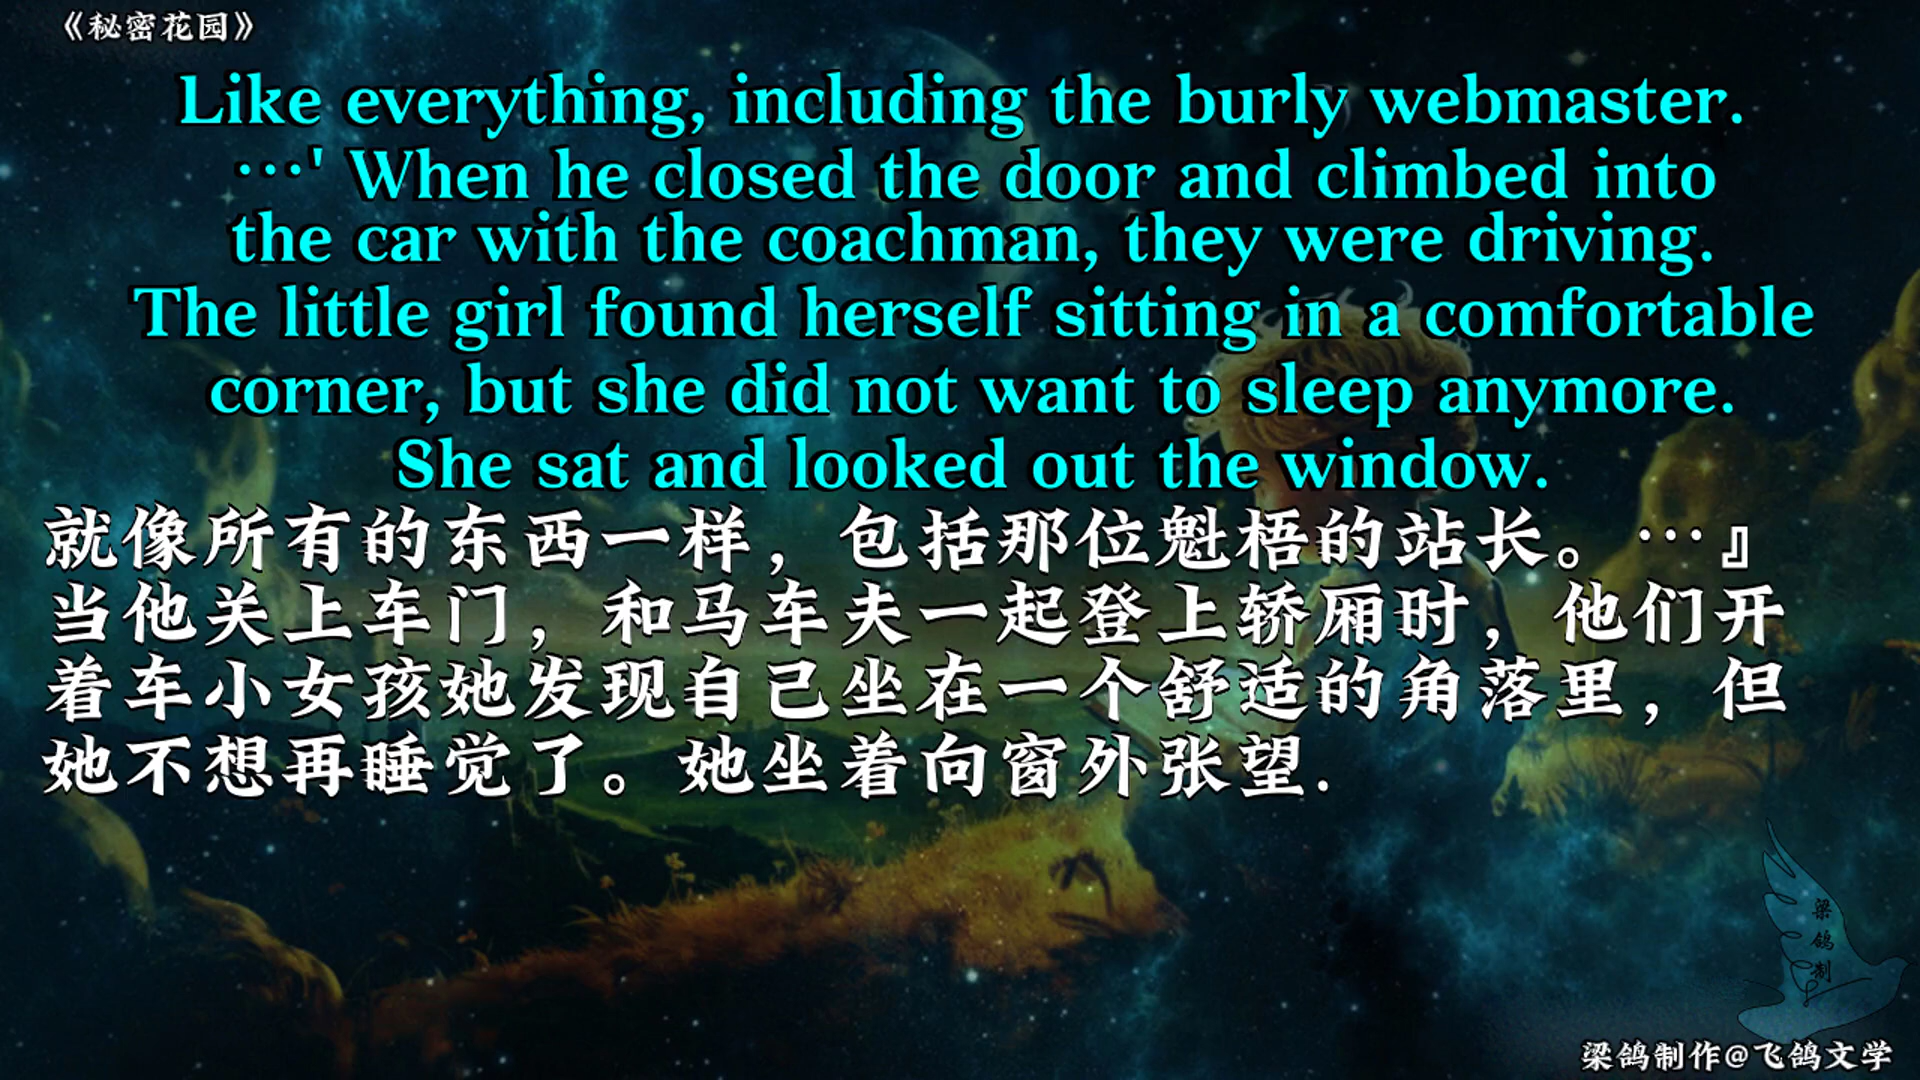 《秘密花园》
Like everything, including the burly webmaster.
…' When he closed the door and climbed into
the car with the coachman, they were driving.
The little girl found herself sitting in a comfortable
corner, but she did not want to sleep anymore.
She sat and looked out the window.
就像所有的东西一样，包括那位魁梧的站长。…』
当他关上车门，和马车夫一起登上轿厢时，他们开
着车小女孩她发现自己坐在一个舒适的角落里，但
她不想再睡觉了。她坐着向窗外张望.
梁鸽制
梁鸽制作@飞鸽文学